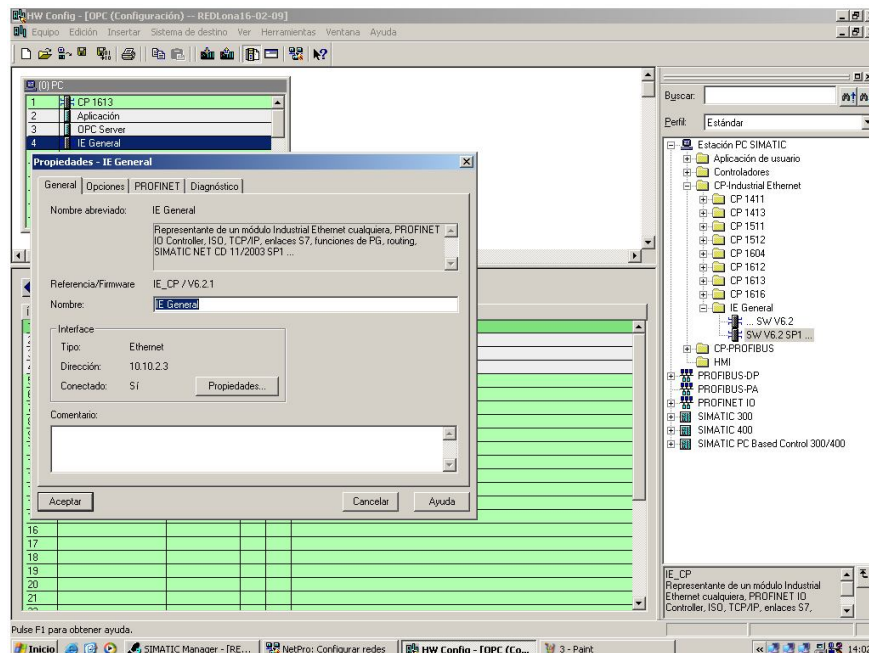 HW Config - [OPC (Configuración) -- REDLona16-02-09]
Equipo Edición Insertar Sistema de destino Ver Herramientas Ventana Ayuda
(0) PC
1 CP 1613
2 Aplicación
3 OPC Server
4 IE General
Propiedades - IE General
General Opciones PROFINET Diagnóstico
Nombre abreviado: IE General
Representante de un módulo Industrial Ethernet cualquiera, PROFINET
IO Controller, ISO, TCP/IP, enlaces S7, funciones de PG, routing,
SIMATIC NET CD 11/2003 SP1 ...
Referencia/Firmware IE_CP / V6.2.1
Nombre: IE General
Interface
Tipo: Ethernet
Dirección: 10.10.2.3
Conectado: Sí Propiedades...
Comentario:
Aceptar Cancelar Ayuda
16
17
18
19
20
21
Buscar:
Perfil: Estándar
Estación PC SIMATIC
Aplicación de usuario
Controladores
CP-Industrial Ethernet
CP 1411
CP 1413
CP 1511
CP 1512
CP 1604
CP 1612
CP 1613
CP 1616
IE General
... SW V6.2
SW V6.2 SP1 ...
CP-PROFIBUS
HMI
PROFIBUS-DP
PROFIBUS-PA
PROFINET IO
SIMATIC 300
SIMATIC 400
SIMATIC PC Based Control 300/400
IE_CP
Representante de un módulo Industrial
Ethernet cualquiera, PROFINET IO
Controller, ISO, TCP/IP, enlaces S7,
Pulse F1 para obtener ayuda.
Inicio SIMATIC Manager - [RE... NetPro: Configurar redes HW Config - [OPC (Co... 3 - Paint 14:02